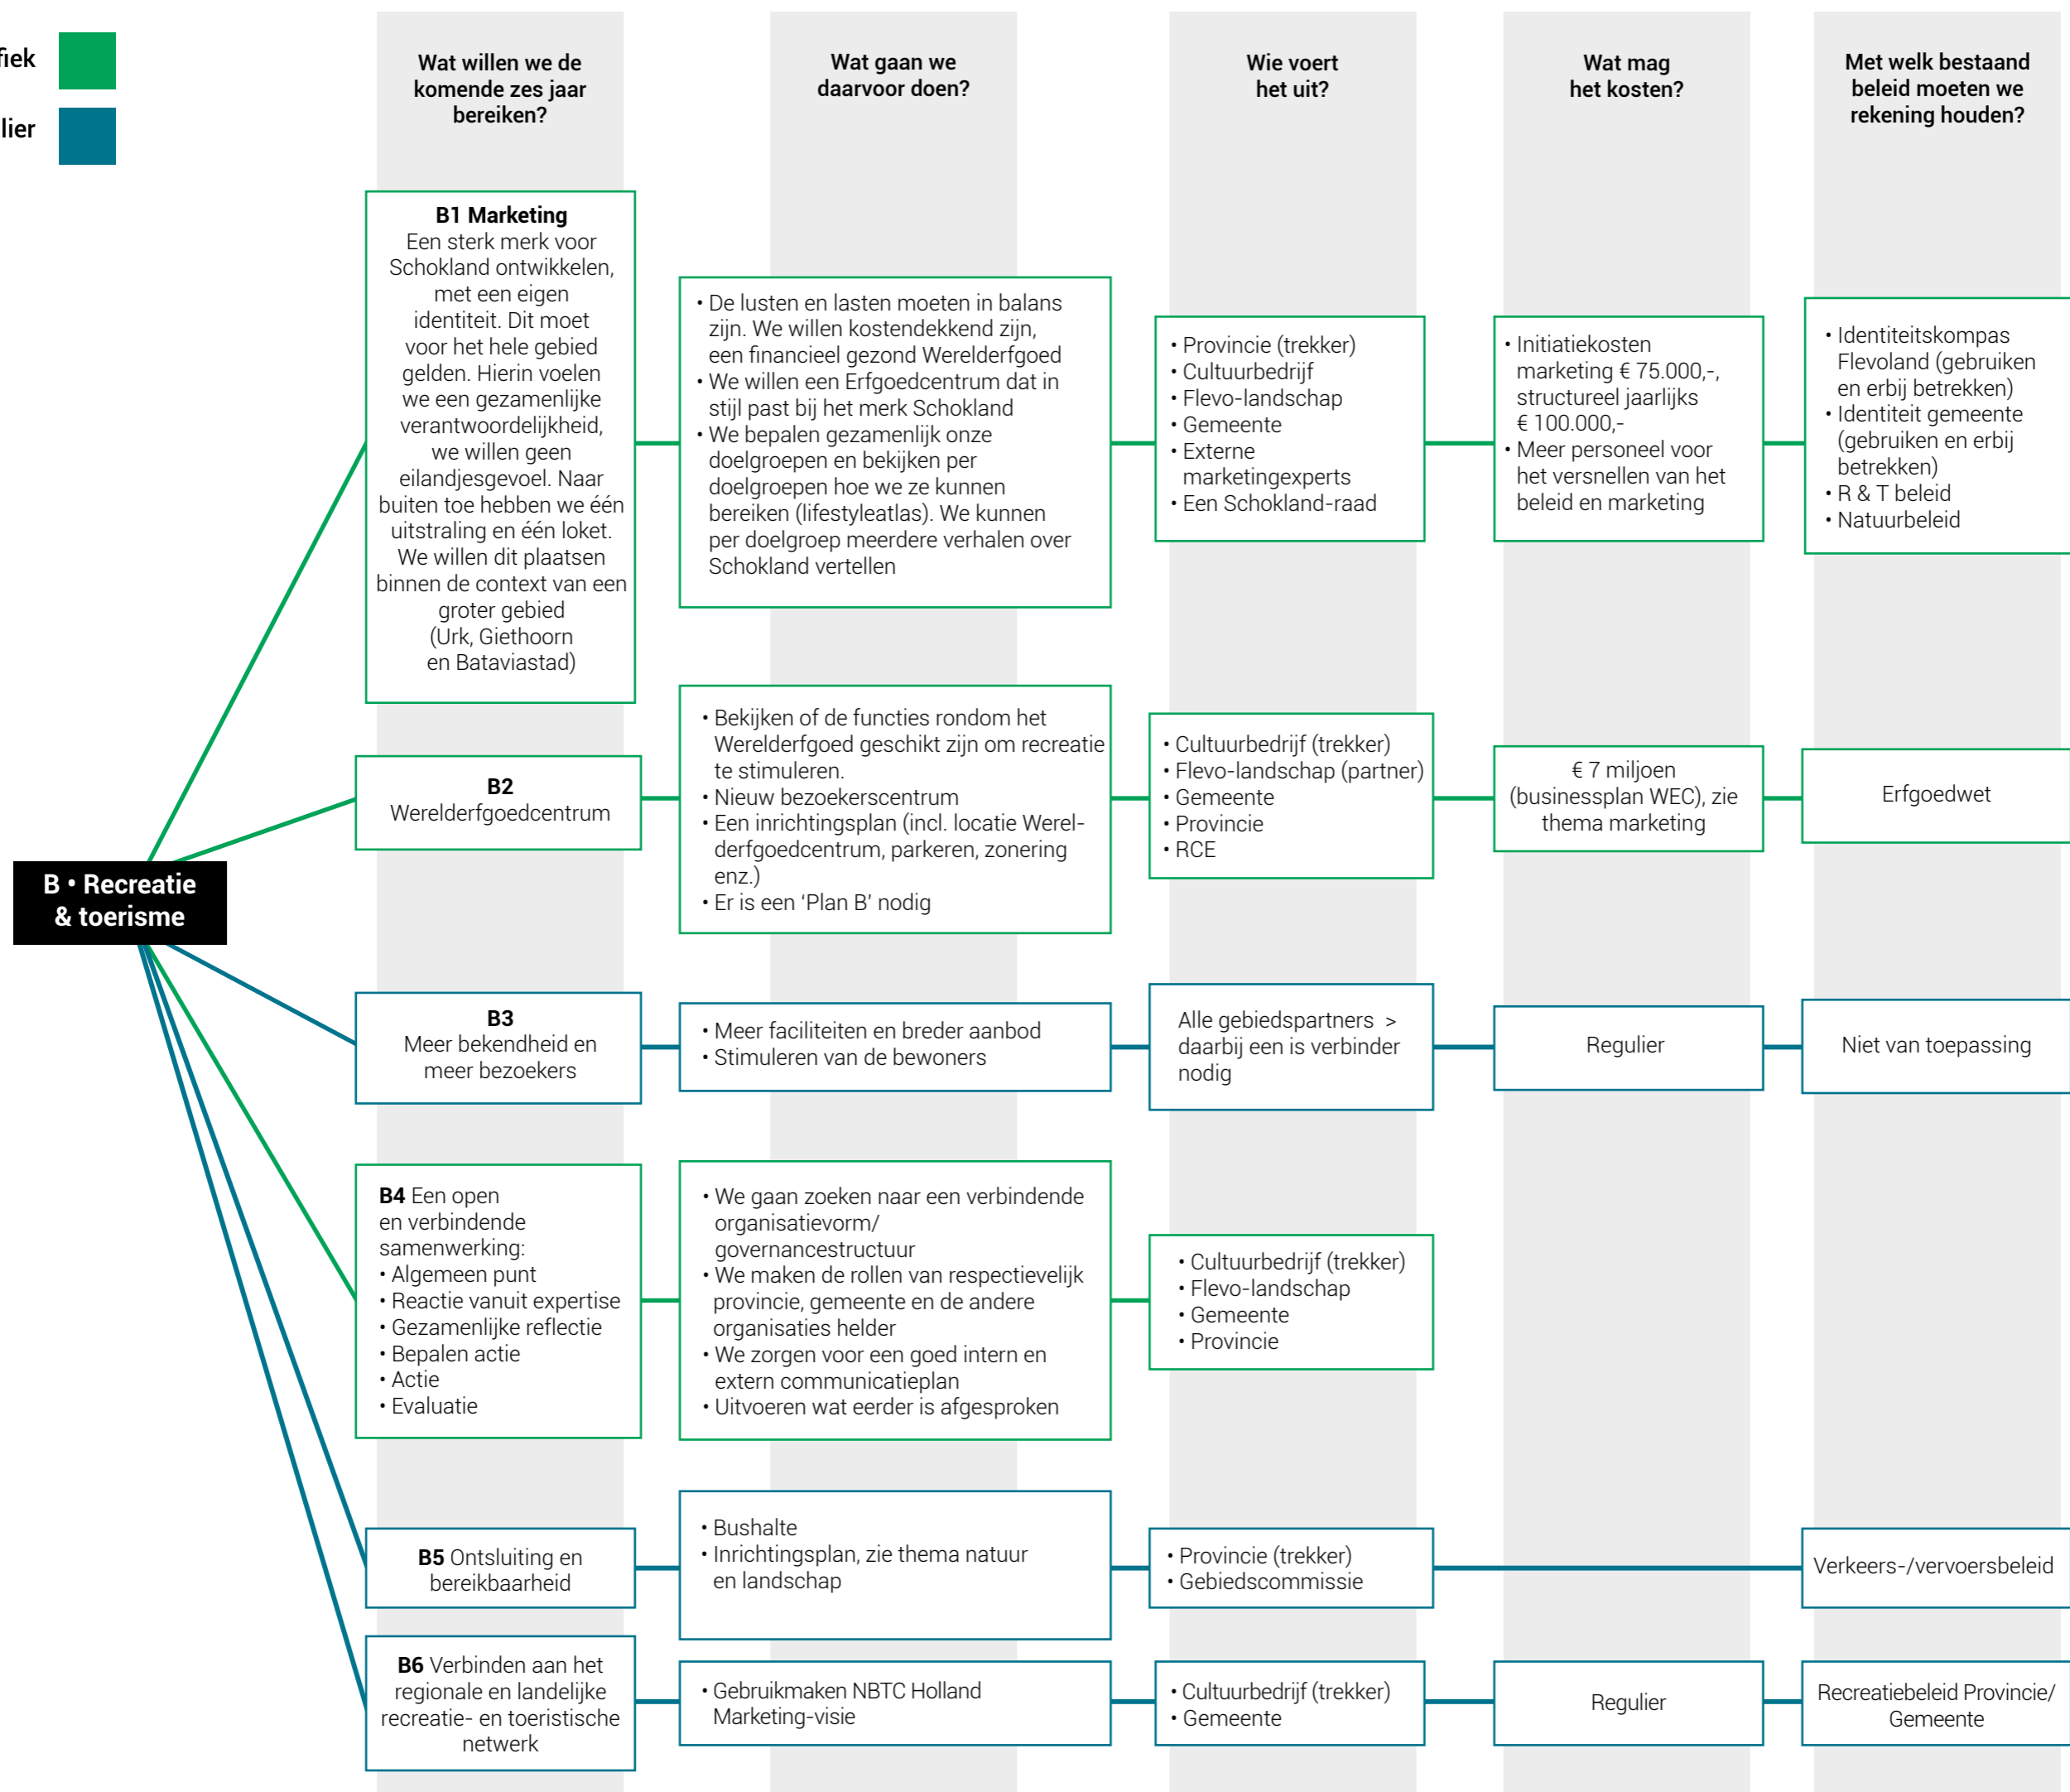 fiek
lier
Wat willen we de
komende zes jaar
bereiken?
Wat gaan we
daarvoor doen?
Wie voert
het uit?
Wat mag
het kosten?
Met welk bestaand
beleid moeten we
rekening houden?
B • Recreatie
& toerisme
B1 Marketing
Een sterk merk voor
Schokland ontwikkelen,
met een eigen
identiteit. Dit moet
voor het hele gebied
gelden. Hierin voelen
we een gezamenlijke
verantwoordelijkheid,
we willen geen
eilandjesgevoel. Naar
buiten toe hebben we één
uitstraling en één loket.
We willen dit plaatsen
binnen de context van een
groter gebied
(Urk, Giethoorn
en Bataviastad)
• De lusten en lasten moeten in balans
zijn. We willen kostendekkend zijn,
een financieel gezond Werelderfgoed
• We willen een Erfgoedcentrum dat in
stijl past bij het merk Schokland
• We bepalen gezamenlijk onze
doelgroepen en bekijken per
doelgroepen hoe we ze kunnen
bereiken (lifestyleatlas). We kunnen
per doelgroep meerdere verhalen over
Schokland vertellen
• Provincie (trekker)
• Cultuurbedrijf
• Flevo-landschap
• Gemeente
• Externe
marketingexperts
• Een Schokland-raad
• Initiatiekosten
marketing € 75.000,-,
structureel jaarlijks
€ 100.000,-
• Meer personeel voor
het versnellen van het
beleid en marketing
• Identiteitskompas
Flevoland (gebruiken
en erbij betrekken)
• Identiteit gemeente
(gebruiken en erbij
betrekken)
• R & T beleid
• Natuurbeleid
B2
Werelderfgoedcentrum
• Bekijken of de functies rondom het
Werelderfgoed geschikt zijn om recreatie
te stimuleren.
• Nieuw bezoekerscentrum
• Een inrichtingsplan (incl. locatie Werel-
derfgoedcentrum, parkeren, zonering
enz.)
• Er is een ‘Plan B’ nodig
• Cultuurbedrijf (trekker)
• Flevo-landschap (partner)
• Gemeente
• Provincie
• RCE
€ 7 miljoen
(businessplan WEC), zie
thema marketing
Erfgoedwet
B3
Meer bekendheid en
meer bezoekers
• Meer faciliteiten en breder aanbod
• Stimuleren van de bewoners
Alle gebiedspartners >
daarbij een is verbinder
nodig
Regulier
Niet van toepassing
B4 Een open
en verbindende
samenwerking:
• Algemeen punt
• Reactie vanuit expertise
• Gezamenlijke reflectie
• Bepalen actie
• Actie
• Evaluatie
• We gaan zoeken naar een verbindende
organisatievorm/
governancestructuur
• We maken de rollen van respectievelijk
provincie, gemeente en de andere
organisaties helder
• We zorgen voor een goed intern en
extern communicatieplan
• Uitvoeren wat eerder is afgesproken
• Cultuurbedrijf (trekker)
• Flevo-landschap
• Gemeente
• Provincie
B5 Ontsluiting en
bereikbaarheid
• Bushalte
• Inrichtingsplan, zie thema natuur
en landschap
• Provincie (trekker)
• Gebiedscommissie
Verkeers-/vervoersbeleid
B6 Verbinden aan het
regionale en landelijke
recreatie- en toeristische
netwerk
• Gebruikmaken NBTC Holland
Marketing-visie
• Cultuurbedrijf (trekker)
• Gemeente
Regulier
Recreatiebeleid Provincie/
Gemeente